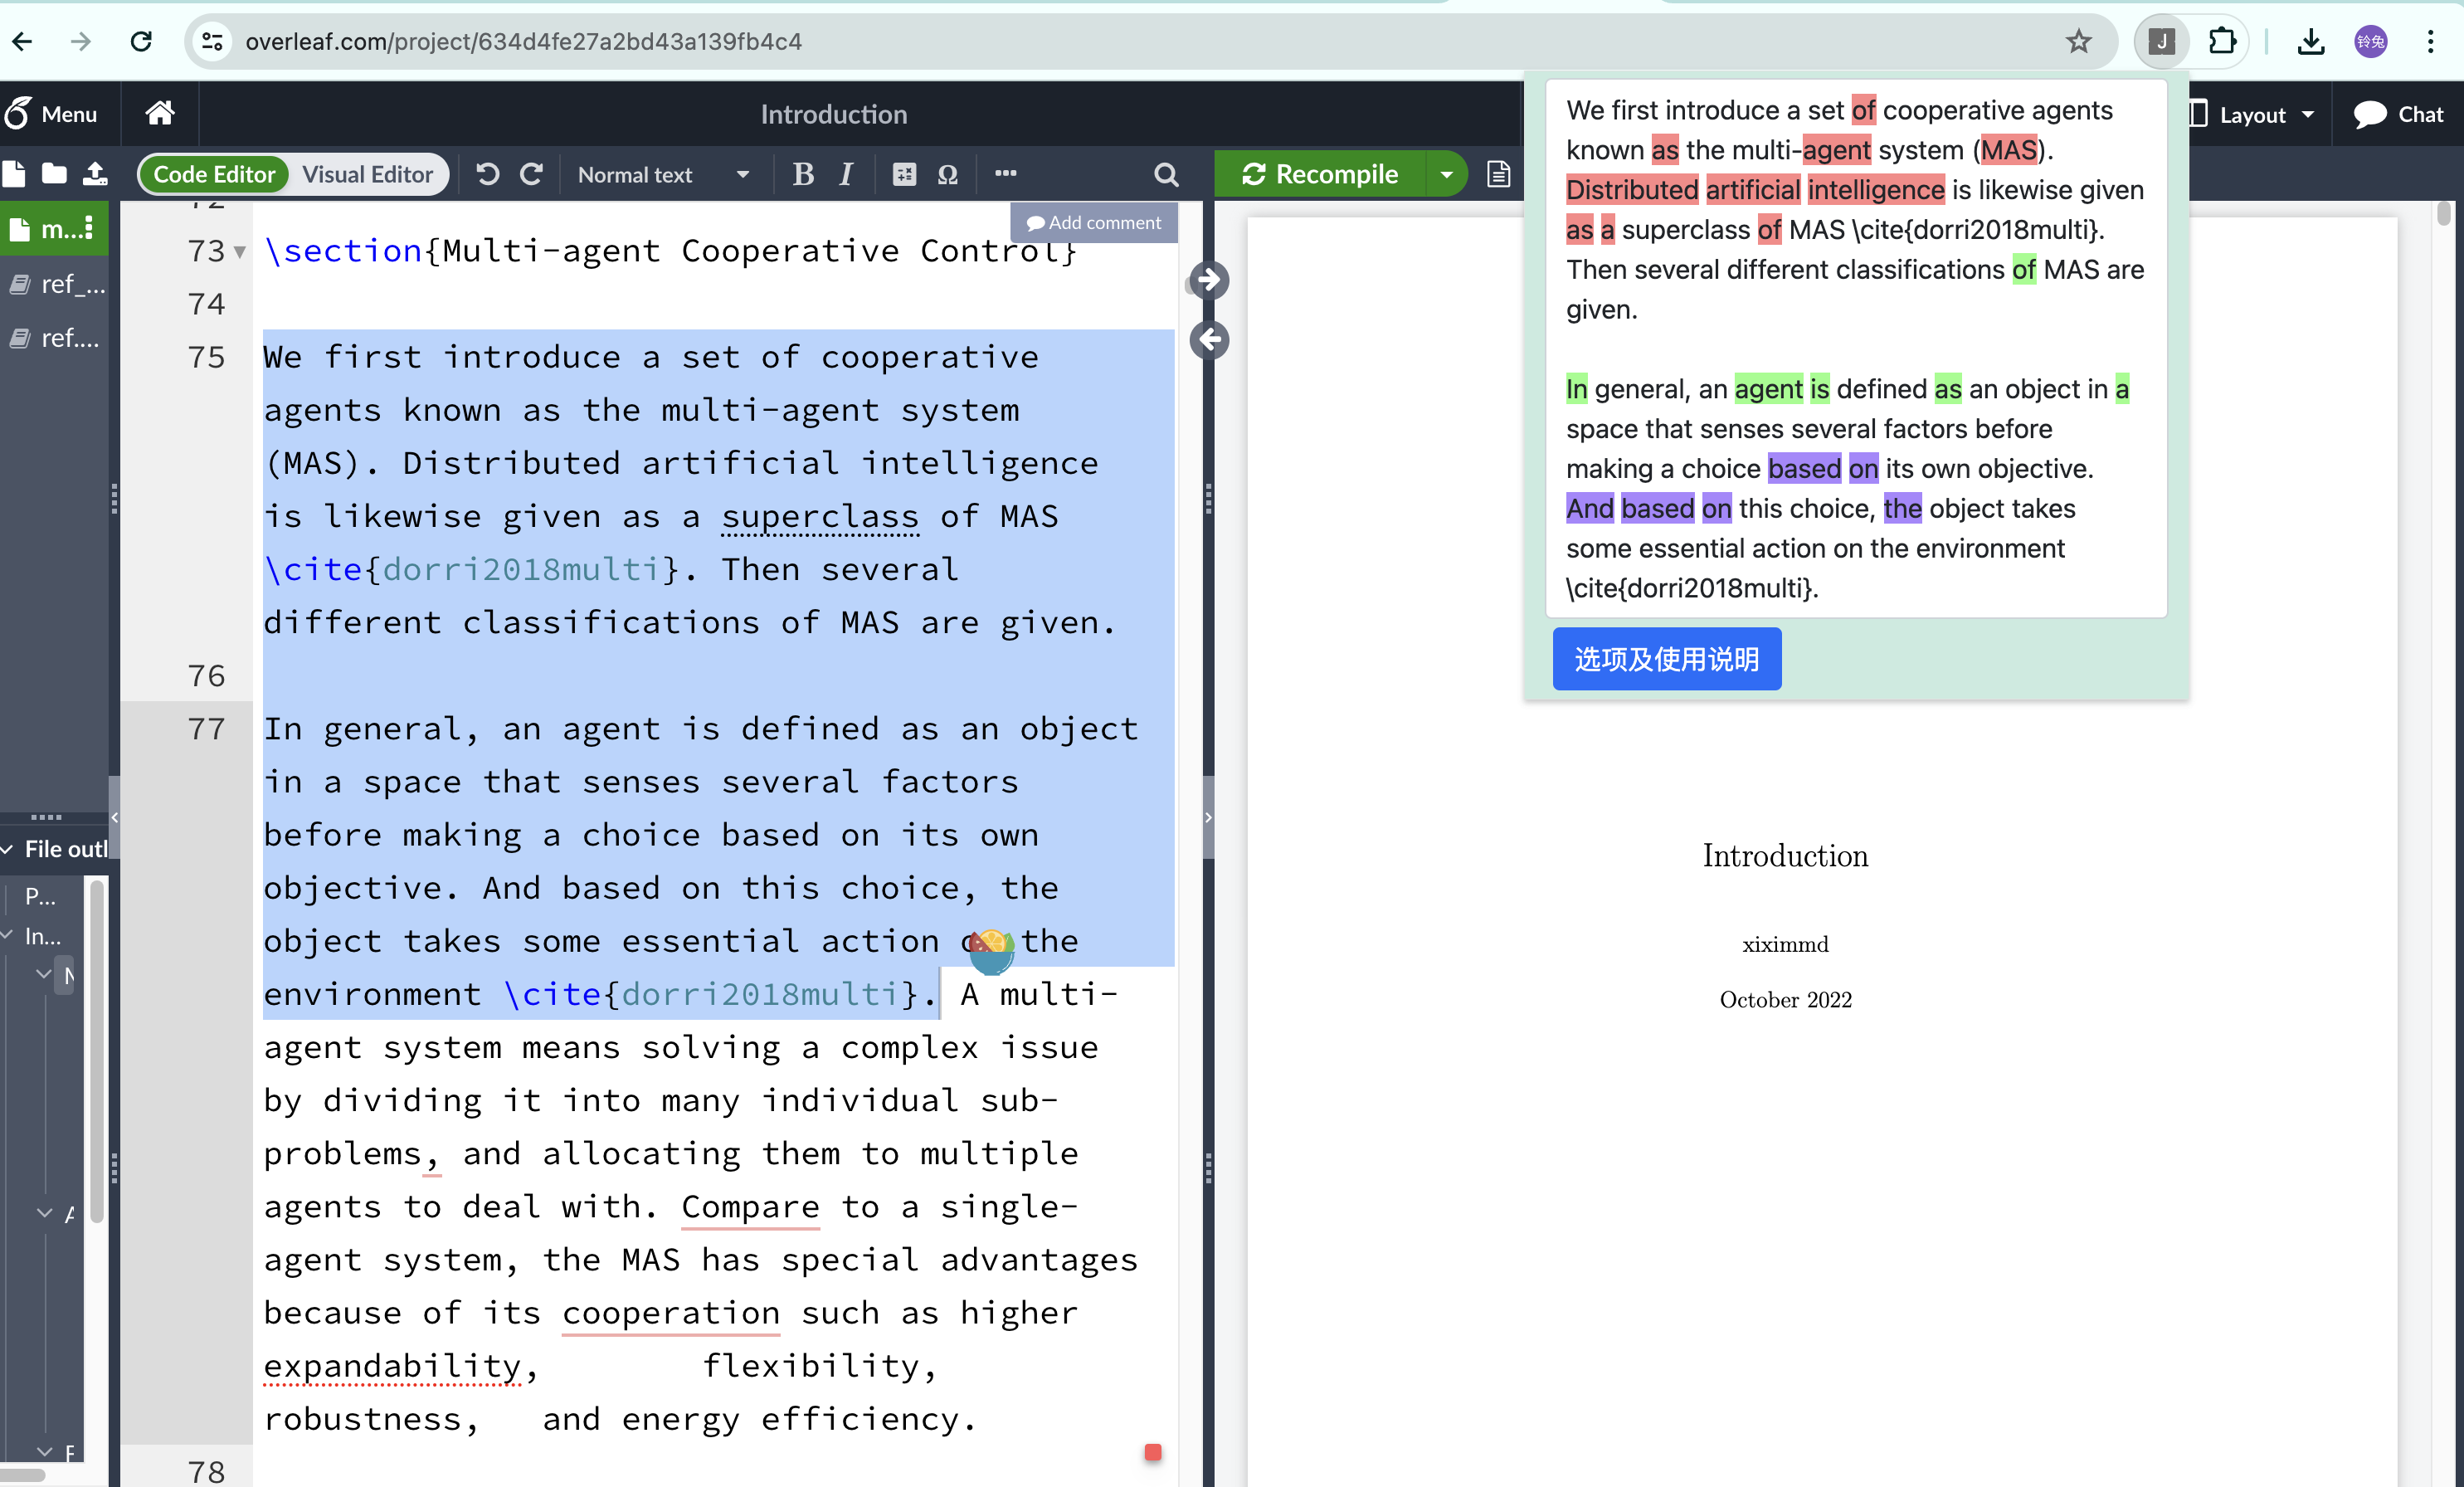 overleaf.com/project/634d4fe27a2bd43a139fb4c4
J
铃兔
Menu
Introduction
Layout
Chat
Code Editor
Visual Editor
Normal text
B
I
Ω
Recompile
m...
ref_...
ref....
Add comment
73
\section{Multi-agent Cooperative Control}
74
75
We first introduce a set of cooperative
agents known as the multi-agent system
(MAS). Distributed artificial intelligence
is likewise given as a superclass of MAS
\cite{dorri2018multi}. Then several
different classifications of MAS are given.
76
77
In general, an agent is defined as an object
in a space that senses several factors
before making a choice based on its own
objective. And based on this choice, the
object takes some essential action the
environment \cite{dorri2018multi}. A multi-
agent system means solving a complex issue
by dividing it into many individual sub-
problems, and allocating them to multiple
agents to deal with. Compare to a single-
agent system, the MAS has special advantages
because of its cooperation such as higher
expandability, flexibility,
robustness, and energy efficiency.
78
File outl
P...
In...
A
We first introduce a set of cooperative agents
known as the multi-agent system (MAS).
Distributed artificial intelligence is likewise given
as a superclass of MAS \cite{dorri2018multi}.
Then several different classifications of MAS are
given.
In general, an agent is defined as an object in a
space that senses several factors before
making a choice based on its own objective.
And based on this choice, the object takes
some essential action on the environment
\cite{dorri2018multi}.
选项及使用说明
Introduction
xiximmd
October 2022